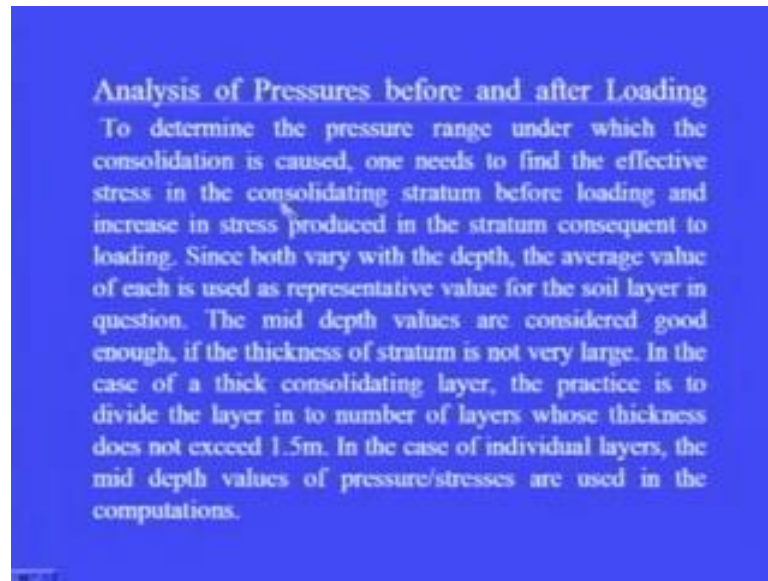 Analysis of Pressures before and after Loading
To determine the pressure range under which the
consolidation is caused, one needs to find the effective
stress in the consolidating stratum before loading and
increase in stress produced in the stratum consequent to
loading. Since both vary with the depth, the average value
of each is used as representative value for the soil layer in
question. The mid depth values are considered good
enough, if the thickness of stratum is not very large. In the
case of a thick consolidating layer, the practice is to
divide the layer in to number of layers whose thickness
does not exceed 1.5m. In the case of individual layers, the
mid depth values of pressure/stresses are used in the
computations.